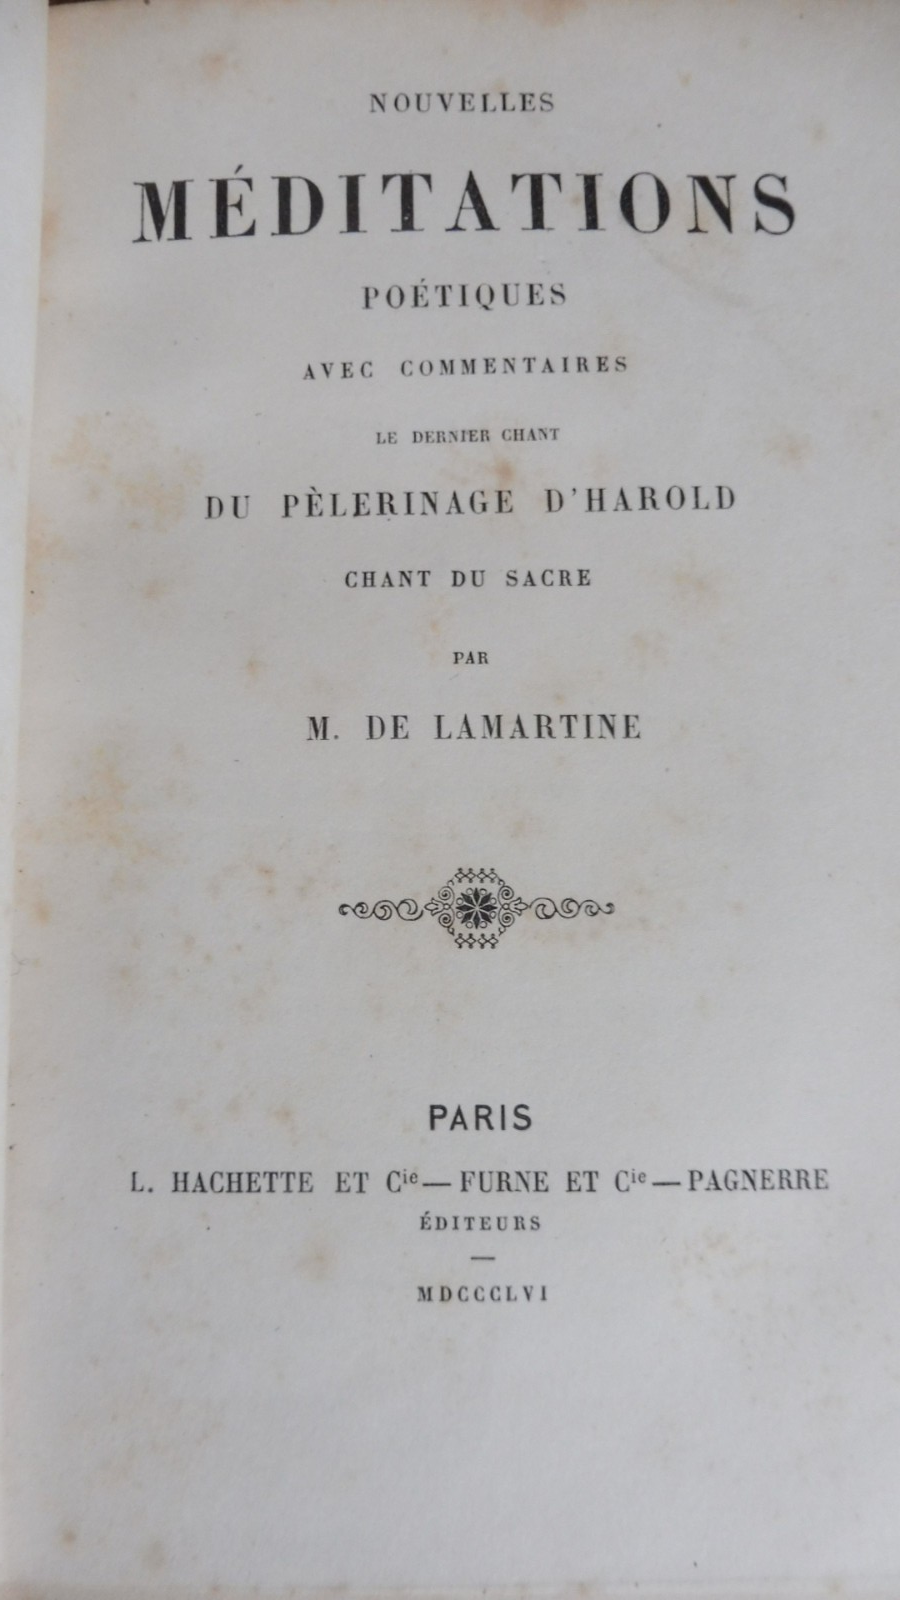 NOUVELLES
MÉDITATIONS
POÉTIQUES
AVEC COMMENTAIRES
LE DERNIER CHANT
DU PÈLERINAGE D'HAROLD
CHANT DU SACRE
PAR
M. DE LAMARTINE
PARIS
L. HACHETTE ET Cie — FURNE ET Cie — PAGNERRE
ÉDITEURS
—
MDCCCLVI